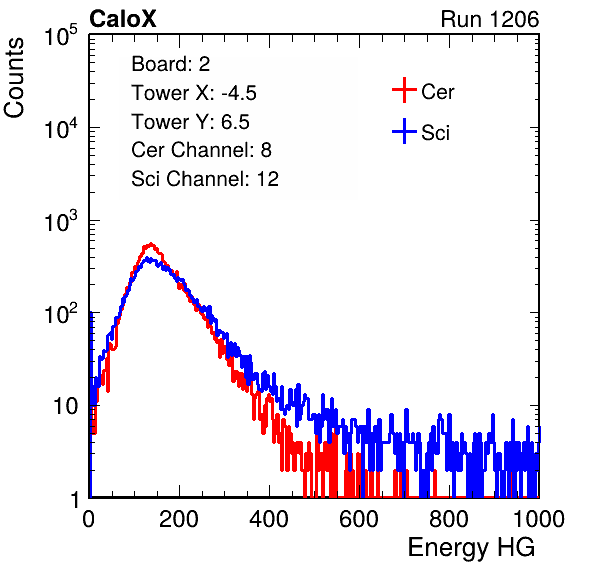 CaloX Run 1206
Counts
Board: 2
Tower X: -4.5
Tower Y: 6.5
Cer Channel: 8
Sci Channel: 12
Cer
Sci
10^5
10^4
10^3
10^2
10
1
0 200 400 600 800 1000
Energy HG